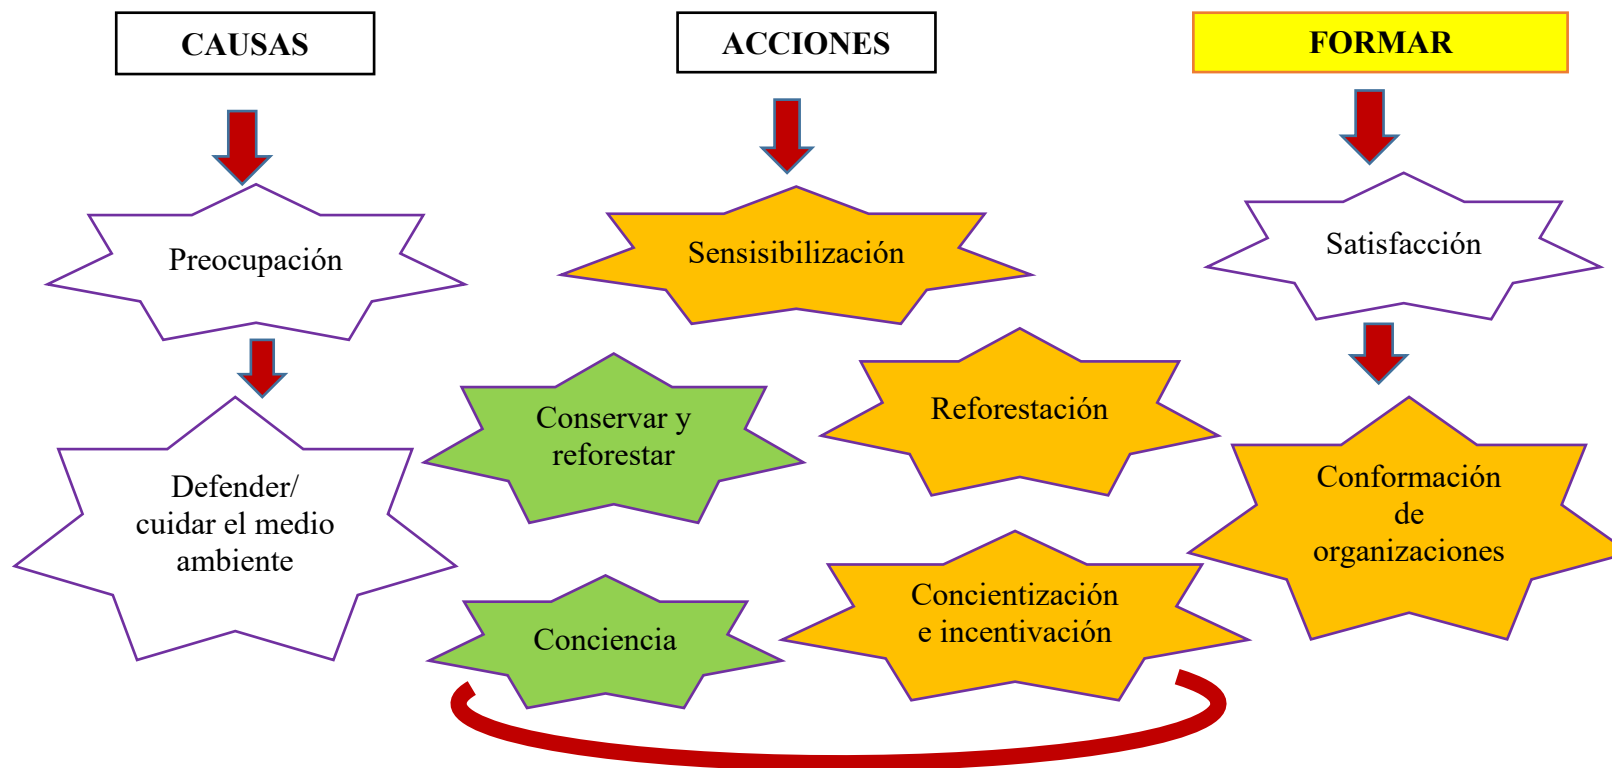 CAUSAS
ACCIONES
FORMAR
Preocupación
Sensisibilización
Satisfacción
Conservar y
reforestar
Reforestación
Defender/
cuidar el medio
ambiente
Conformación
de
organizaciones
Conciencia
Concientización
e incentivación